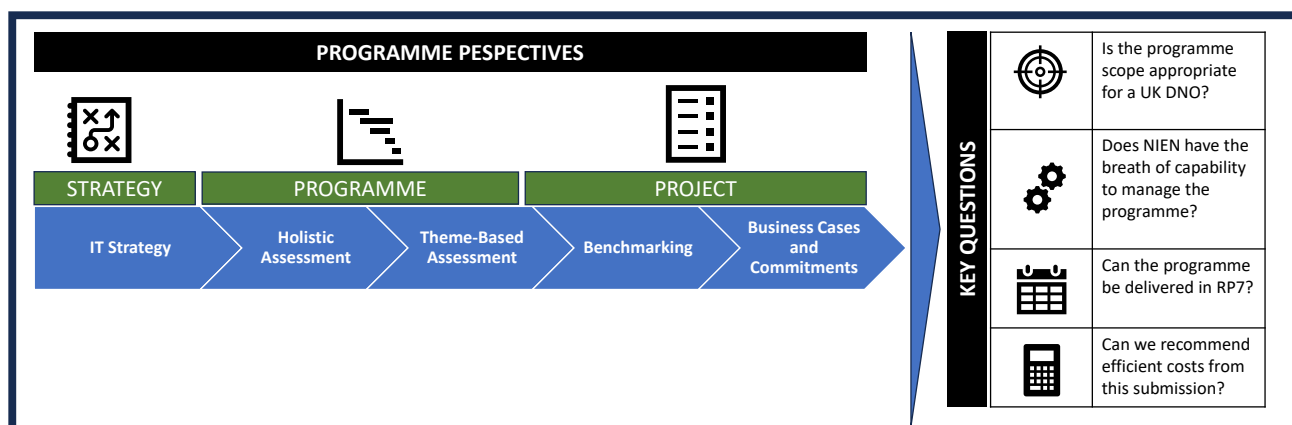 PROGRAMME PESPECTIVES
STRATEGY
PROGRAMME
PROJECT
IT Strategy
Holistic
Assessment
Theme-Based
Assessment
Benchmarking
Business Cases
and
Commitments
KEY QUESTIONS
Is the programme
scope appropriate
for a UK DNO?
Does NIEN have the
breath of capability
to manage the
programme?
Can the programme
be delivered in RP7?
Can we recommend
efficient costs from
this submission?